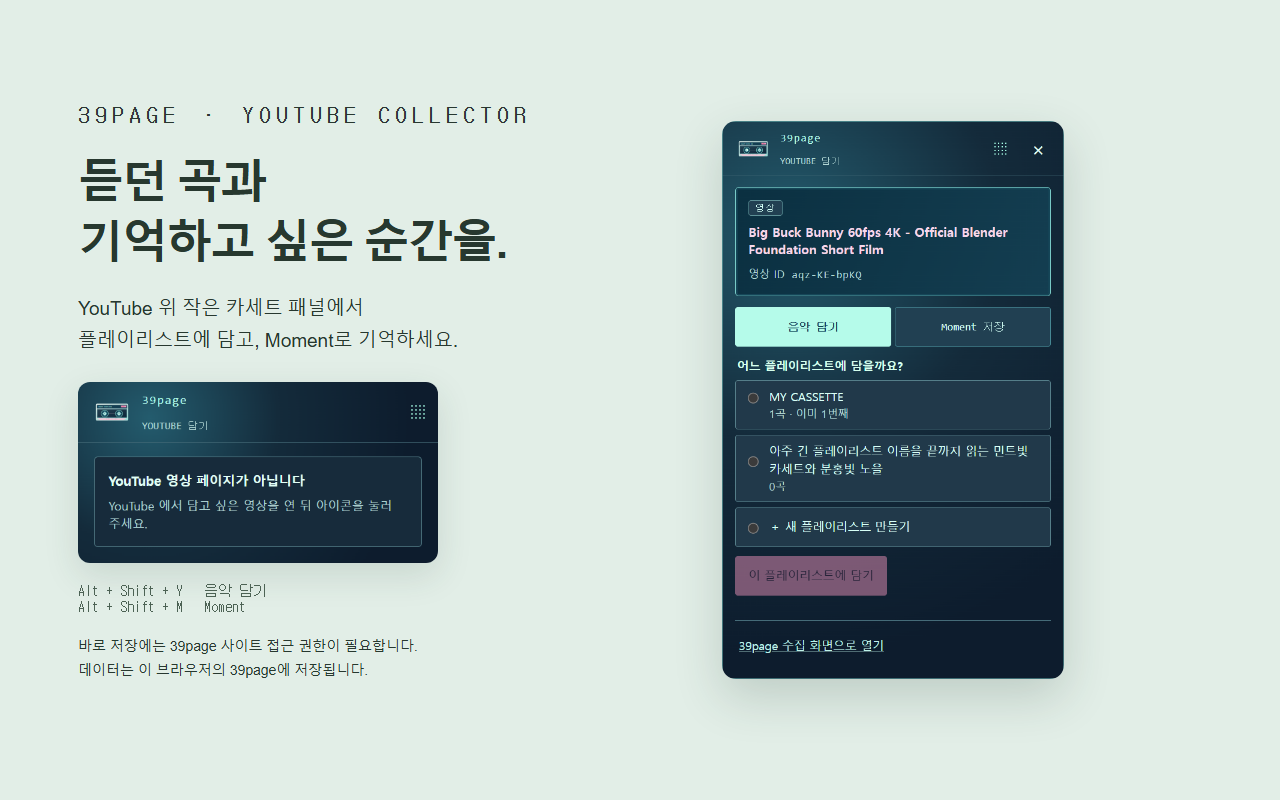 39PAGE · YOUTUBE COLLECTOR
듣던 곡과
기억하고 싶은 순간을.
YouTube 위 작은 카세트 패널에서
플레이리스트에 담고, Moment로 기억하세요.
39page
YOUTUBE 담기
YouTube 영상 페이지가 아닙니다
YouTube 에서 담고 싶은 영상을 연 뒤 아이콘을 눌러
주세요.
Alt + Shift + Y 음악 담기
Alt + Shift + M Moment
바로 저장에는 39page 사이트 접근 권한이 필요합니다.
데이터는 이 브라우저의 39page에 저장됩니다.
39page
YOUTUBE 담기
×
영상
Big Buck Bunny 60fps 4K - Official Blender
Foundation Short Film
영상 ID aqz-KE-bpKQ
음악 담기
Moment 저장
어느 플레이리스트에 담을까요?
MY CASSETTE
1곡 · 이미 1번째
아주 긴 플레이리스트 이름을 끝까지 읽는 민트빛
카세트와 분홍빛 노을
0곡
+ 새 플레이리스트 만들기
이 플레이리스트에 담기
39page 수집 화면으로 열기